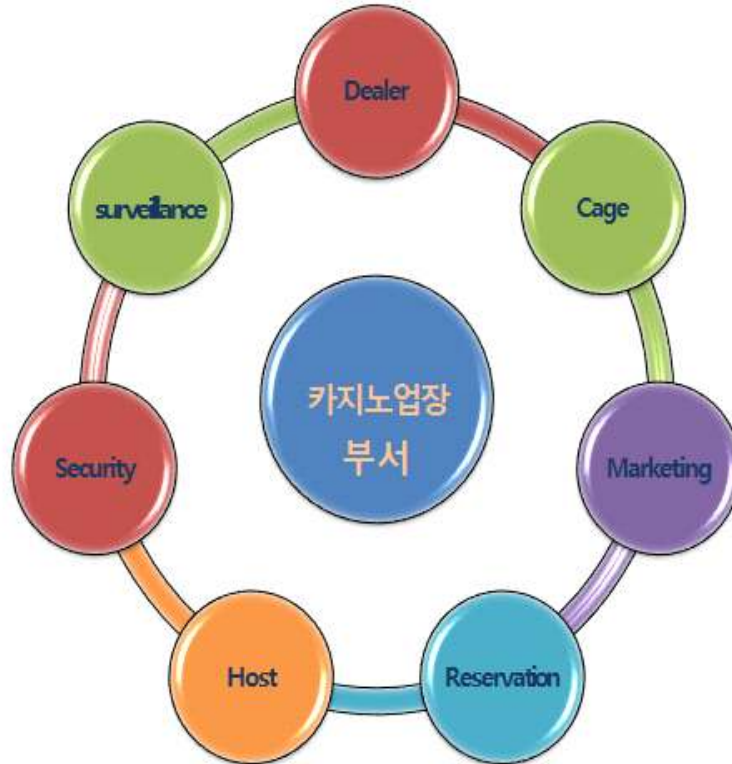 Dealer
surveillance
Cage
카지노업장
부서
Security
Marketing
Host
Reservation